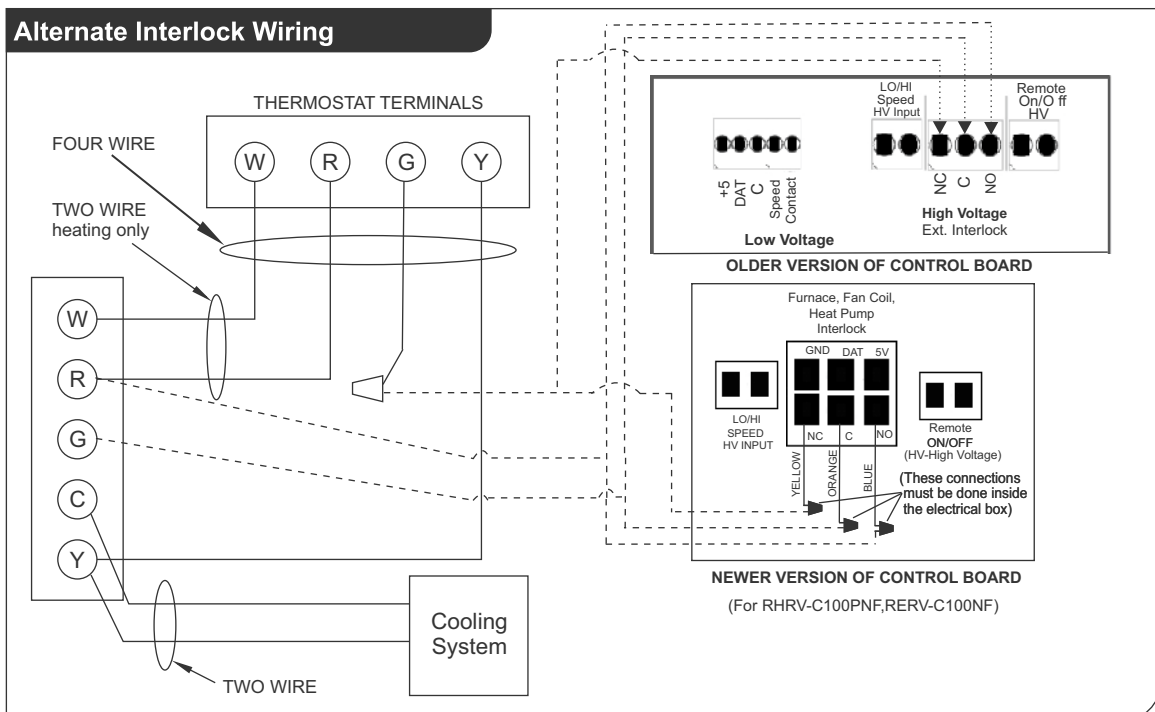 Alternate Interlock Wiring
THERMOSTAT TERMINALS
FOUR WIRE
W
R
G
Y
TWO WIRE
heating only
W
R
G
C
Y
Cooling
System
TWO WIRE
LO/HI
Speed
HV Input
Remote
On/O ff
HV
+5
DAT
C
Speed
Contact
NC
C
NO
Low Voltage
High Voltage
Ext. Interlock
OLDER VERSION OF CONTROL BOARD
Furnace, Fan Coil,
Heat Pump
Interlock
GND DAT 5V
LO/HI
SPEED
HV INPUT
NC C NO
Remote
ON/OFF
(HV-High Voltage)
YELLOW
ORANGE
BLUE
(These connections
must be done inside
the electrical box)
NEWER VERSION OF CONTROL BOARD
(For RHRV-C100PNF,RERV-C100NF)